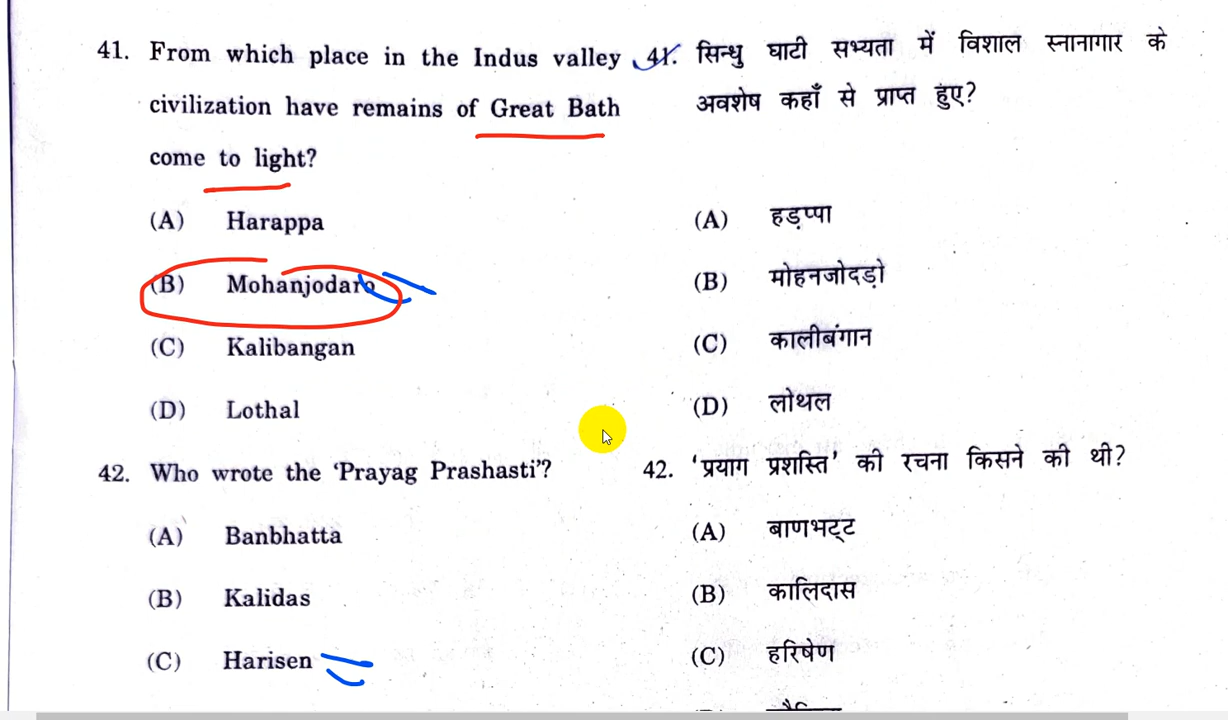 41. From which place in the Indus valley
civilization have remains of Great Bath
come to light?
(A) Harappa
(B) Mohanjodaro
(C) Kalibangan
(D) Lothal
42. Who wrote the ‘Prayag Prashasti’?
(A) Banbhatta
(B) Kalidas
(C) Harisen
41. सिन्धु घाटी सभ्यता में विशाल स्नानागार के
अवशेष कहाँ से प्राप्त हुए?
(A) हड़प्पा
(B) मोहनजोदड़ो
(C) कालीबंगान
(D) लोथल
42. ‘प्रयाग प्रशस्ति’ की रचना किसने की थी?
(A) बाणभट्ट
(B) कालिदास
(C) हरिषेण